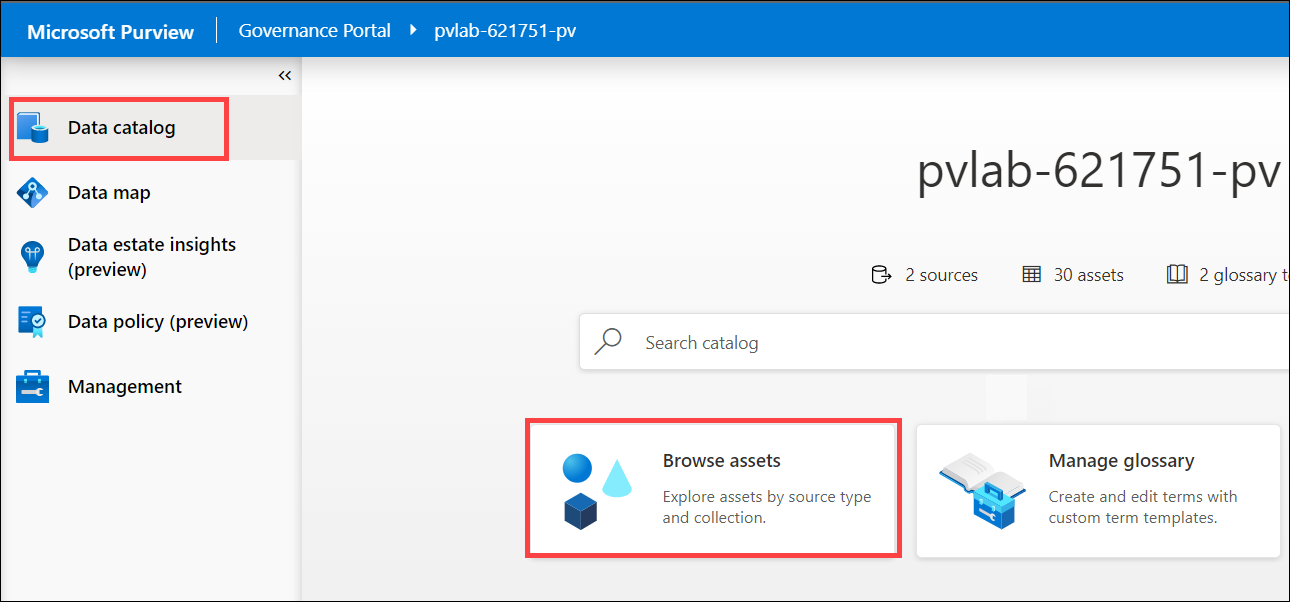 Microsoft Purview
Governance Portal
pvlab-621751-pv
Data catalog
Data map
Data estate insights
(preview)
Data policy (preview)
Management
pvlab-621751-pv
2 sources
30 assets
2 glossary
Search catalog
Browse assets
Explore assets by source type
and collection.
Manage glossary
Create and edit terms with
custom term templates.